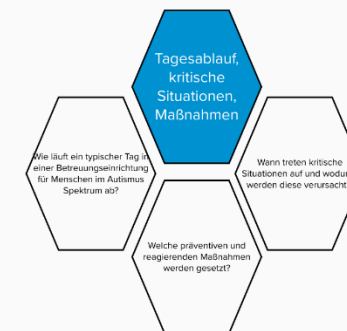 Tagesablauf,
kritische
Situationen,
Maßnahmen
Wie läuft ein typischer Tag in
einer Betreuungseinrichtung
für Menschen im Autismus
Spektrum ab?
Wann treten kritische
Situationen auf und
werden diese verursacht
Welche präventiven und
reagierenden Maßnahmen
werden gesetzt?